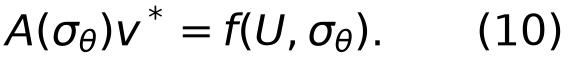 A(σ_θ)v* = f(U, σ_θ). (10)